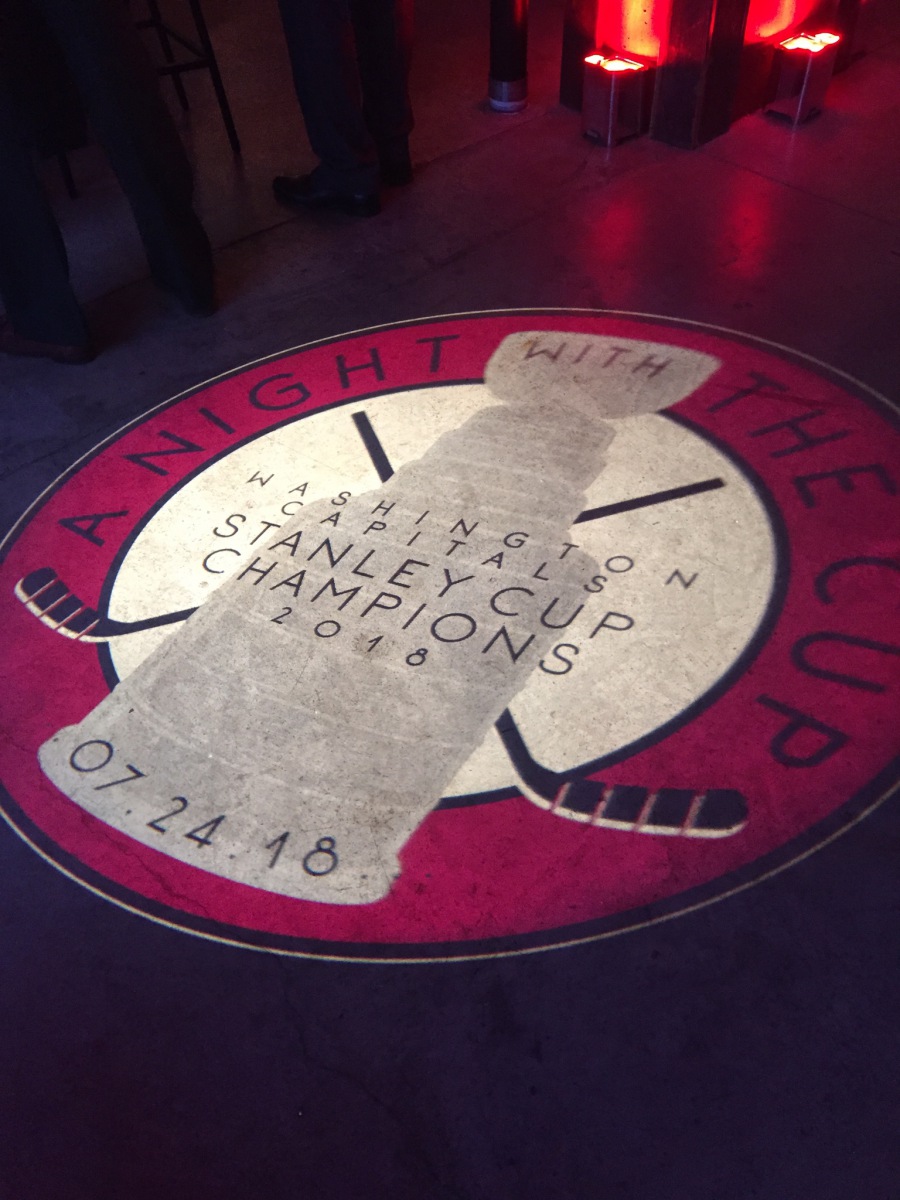 A NIGHT WITH THE CUP
WASHINGTON
CAPITALS
STANLEY CUP
CHAMPIONS
2018
07.24.18